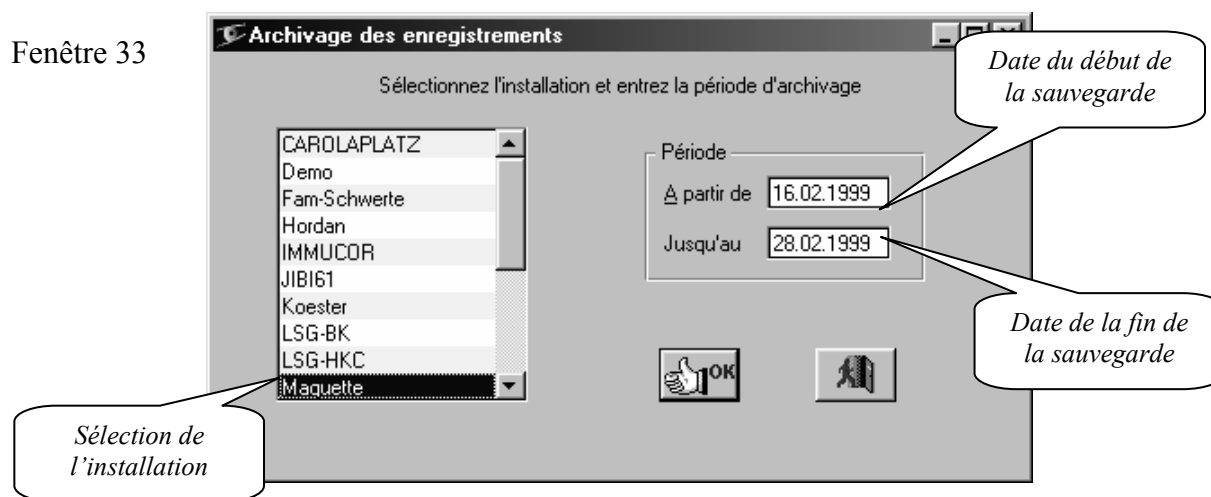 Fenêtre 33
Archivage des enregistrements
Sélectionnez l'installation et entrez la période d'archivage
CAROLAPLATZ
Demo
Fam-Schwerte
Hordan
IMMUCOR
JIBI61
Koester
LSG-BK
LSG-HKC
Maquette
Période
A partir de 16.02.1999
Jusqu'au 28.02.1999
OK
Date du début de
la sauvegarde
Date de la fin de
la sauvegarde
Sélection de
l’installation